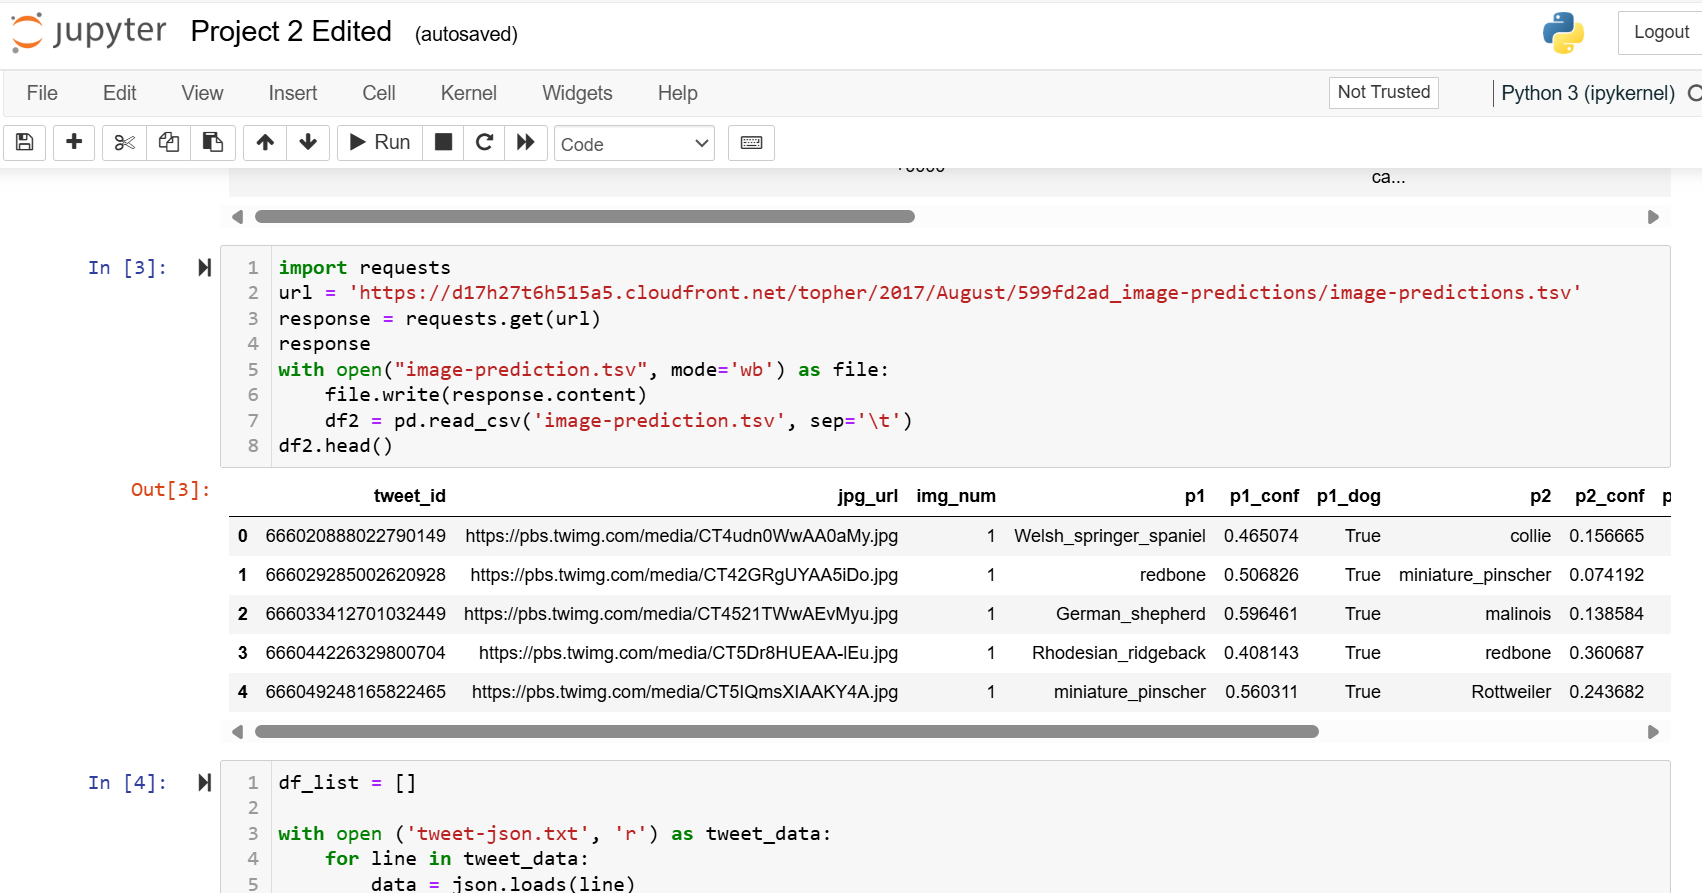 jupyter Project 2 Edited (autosaved) Logout
File Edit View Insert Cell Kernel Widgets Help Not Trusted Python 3 (ipykernel)
Run Code
ca...
In [3]:
1 import requests
2 url = 'https://d17h27t6h515a5.cloudfront.net/topher/2017/August/599fd2ad_image-predictions/image-predictions.tsv'
3 response = requests.get(url)
4 response
5 with open("image-prediction.tsv", mode='wb') as file:
6     file.write(response.content)
7     df2 = pd.read_csv('image-prediction.tsv', sep='\t')
8 df2.head()
Out[3]:
tweet_id jpg_url img_num p1 p1_conf p1_dog p2 p2_conf p
0 666020888022790149 https://pbs.twimg.com/media/CT4udn0WwAA0aMy.jpg 1 Welsh_springer_spaniel 0.465074 True collie 0.156665
1 666029285002620928 https://pbs.twimg.com/media/CT42GRgUYAA5iDo.jpg 1 redbone 0.506826 True miniature_pinscher 0.074192
2 666033412701032449 https://pbs.twimg.com/media/CT4521TWwAEvMyu.jpg 1 German_shepherd 0.596461 True malinois 0.138584
3 666044226329800704 https://pbs.twimg.com/media/CT5Dr8HUEAA-lEu.jpg 1 Rhodesian_ridgeback 0.408143 True redbone 0.360687
4 666049248165822465 https://pbs.twimg.com/media/CT5IQmsXIAAKY4A.jpg 1 miniature_pinscher 0.560311 True Rottweiler 0.243682
In [4]:
1 df_list = []
2
3 with open ('tweet-json.txt', 'r') as tweet_data:
4     for line in tweet_data:
5         data = json.loads(line)